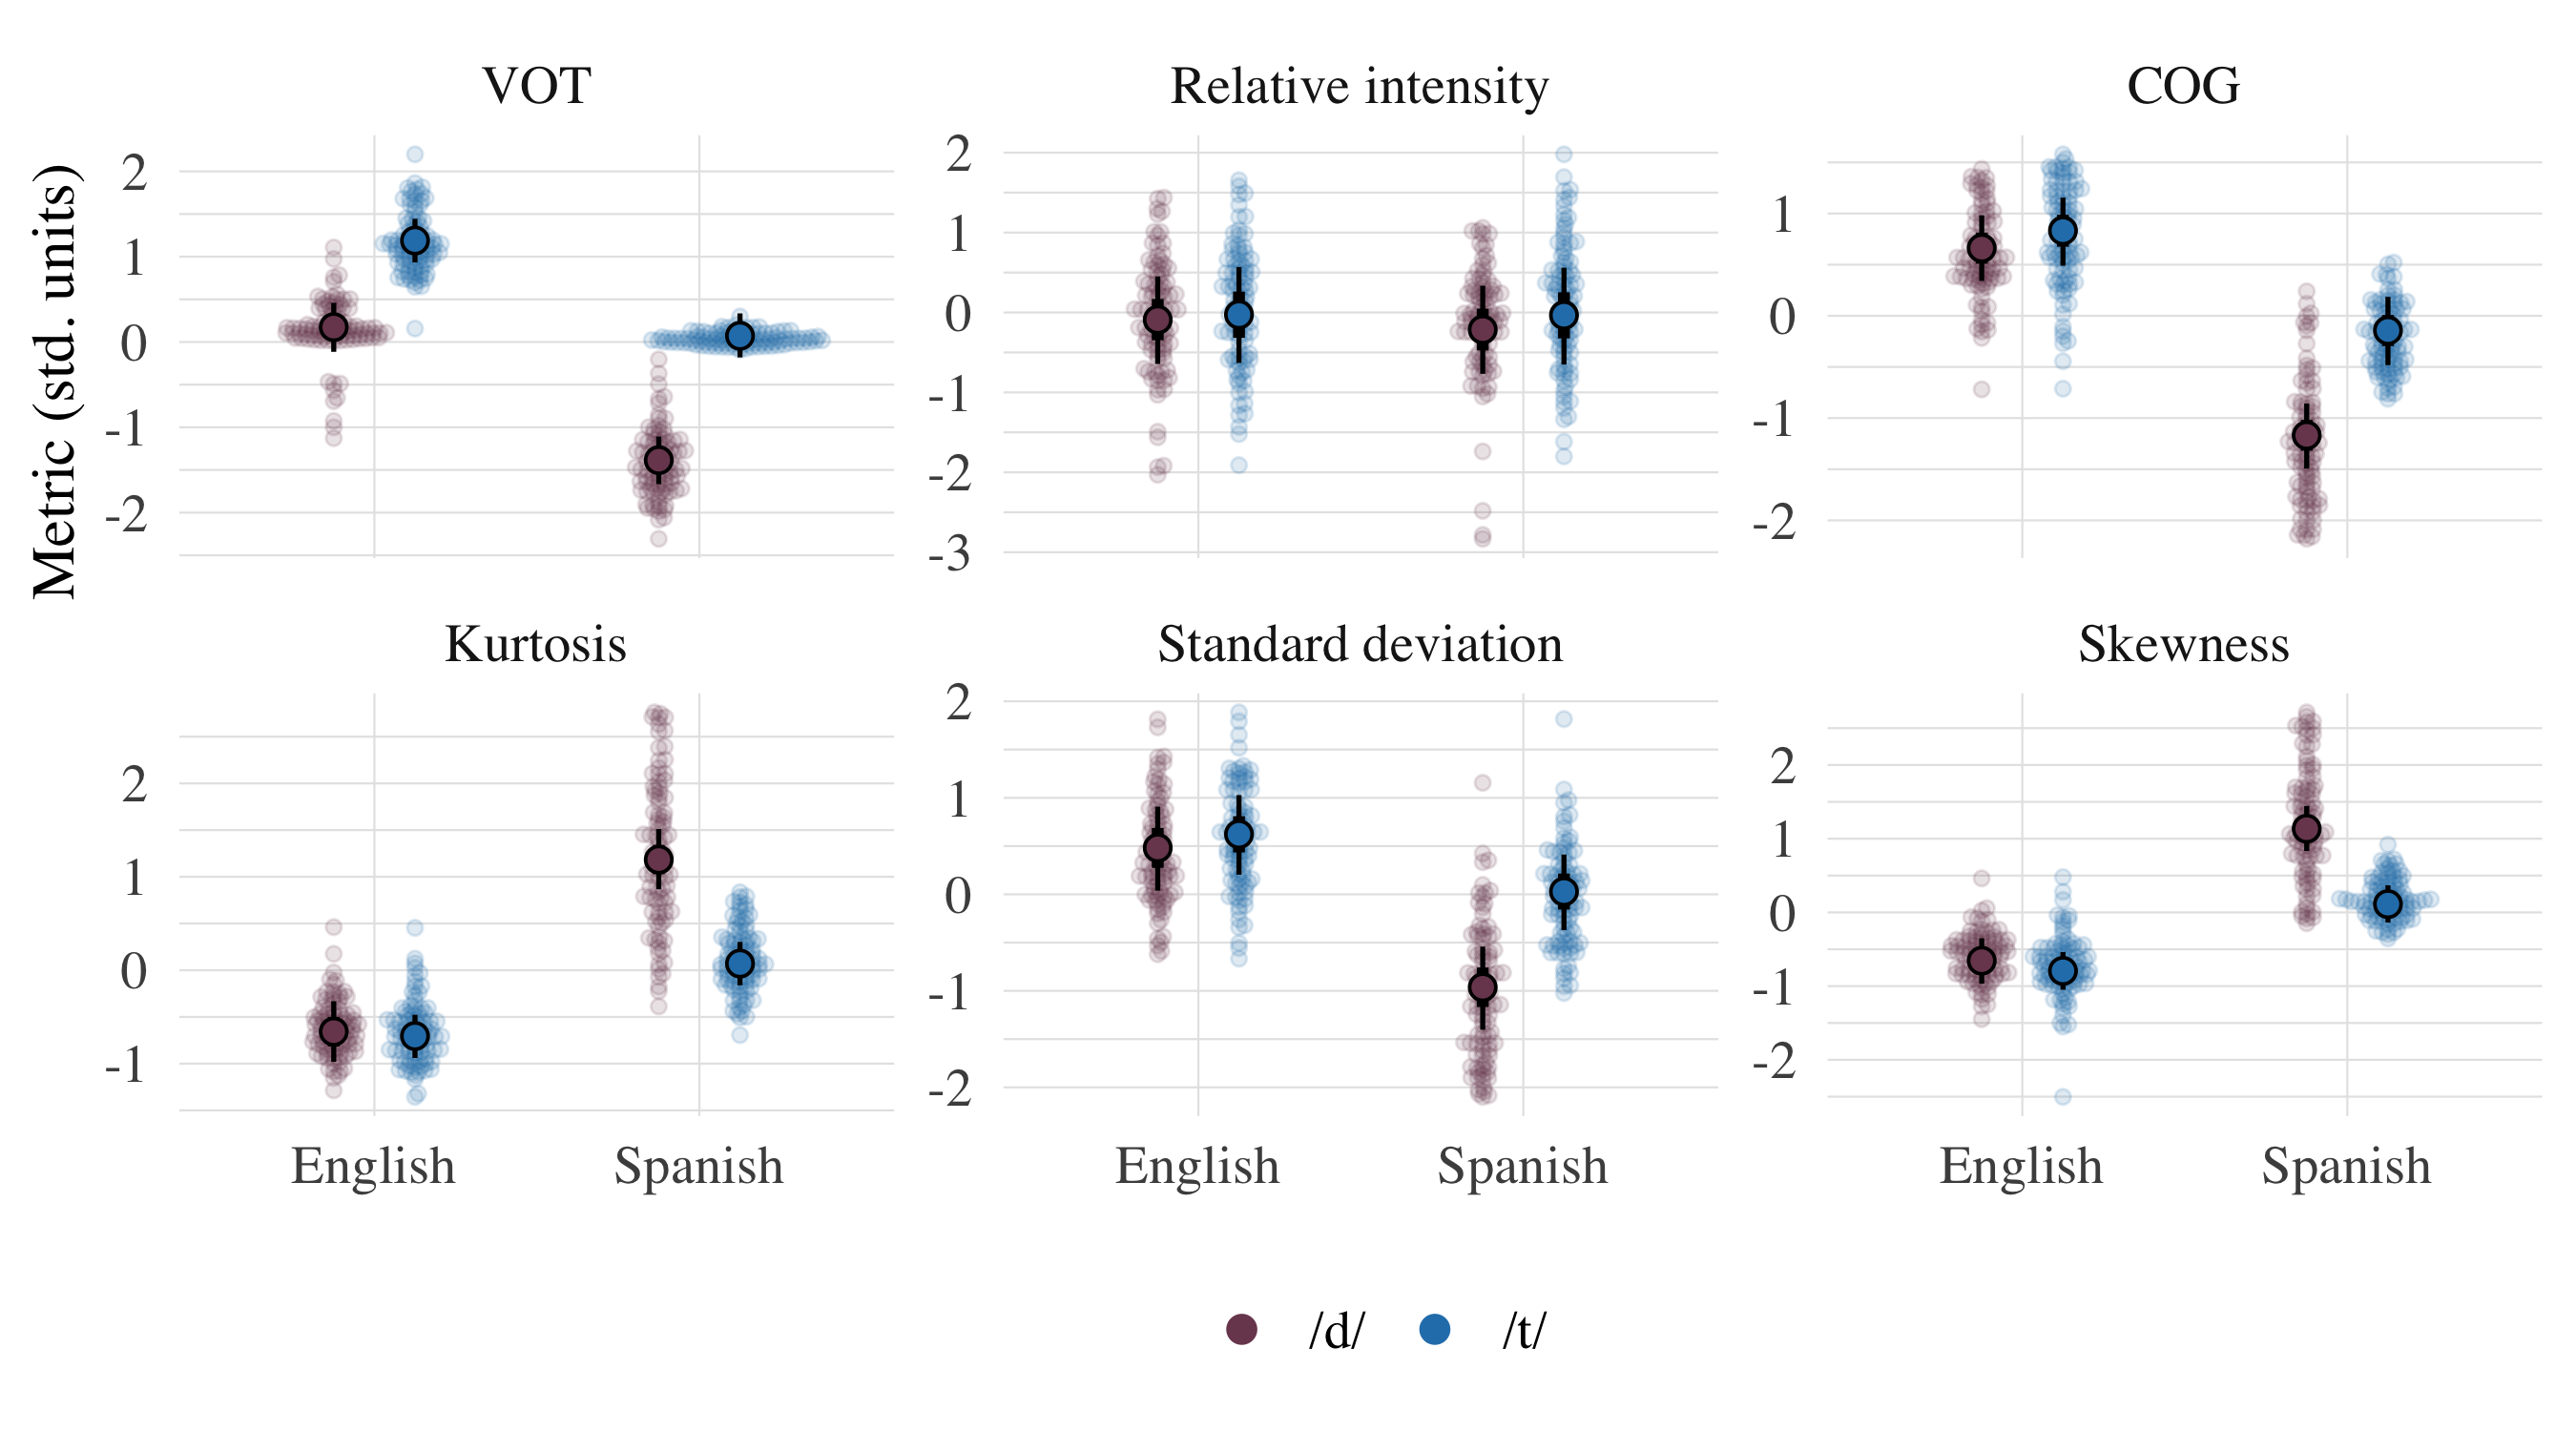 VOT
Relative intensity
COG
Metric (std. units)
2
1
0
-1
-2
2
1
0
-1
-2
-3
1
0
-1
-2
Kurtosis
Standard deviation
Skewness
2
1
0
-1
2
1
0
-1
-2
2
1
0
-1
-2
English Spanish
English Spanish
English Spanish
/d/ /t/